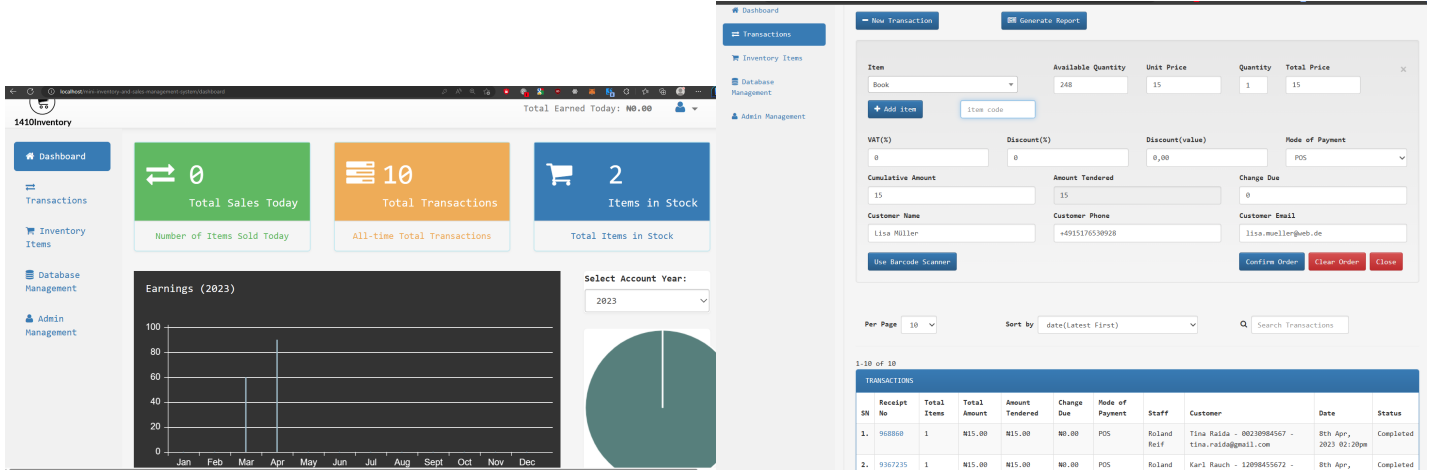 localhost/mini-inventory-and-sales-management-system/dashboard
1410Inventory
Total Earned Today: ₦0.00
Dashboard
Transactions
Inventory
Items
Database
Management
Admin
Management
0
Total Sales Today
Number of Items Sold Today
10
Total Transactions
All-time Total Transactions
2
Items in Stock
Total Items in Stock
Earnings (2023)
100
80
60
40
20
0
Jan Feb Mar Apr May Jun Jul Aug Sept Oct Nov Dec
Select Account Year:
2023
Dashboard
Transactions
Inventory Items
Database
Management
Admin Management
New Transaction
Generate Report
Item Available Quantity Unit Price Quantity Total Price
Book 248 15 1 15
×
Add item
item code
VAT(%) Discount(%) Discount(value) Mode of Payment
0 0 0,00 POS
Cumulative Amount Amount Tendered Change Due
15 15 0
Customer Name Customer Phone Customer Email
Lisa Müller +4915176530928 lisa.mueller@web.de
Use Barcode Scanner
Confirm Order Clear Order Close
Per Page 10 Sort by date(Latest First) Search Transactions
1-10 of 10
TRANSACTIONS
SN Receipt No Total Items Total Amount Amount Tendered Change Due Mode of Payment Staff Customer Date Status
1. 968860 1 ₦15.00 ₦15.00 ₦0.00 POS Roland Reif Tina Raida - 00230984567 - tina.raida@gmail.com 8th Apr, 2023 02:20pm Completed
2. 9367235 1 ₦15.00 ₦15.00 ₦0.00 POS Roland Karl Rauch - 12098455672 - 8th Apr, Completed